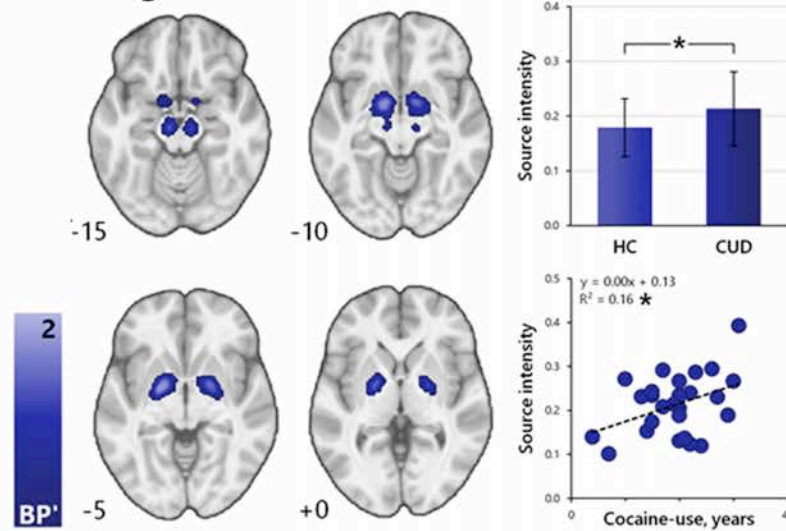 -15
-10
2
BP'
-5
+0
0.4
0.3
0.2
0.1
0.0
Source intensity
*
HC
CUD
0.5
0.4
0.3
0.2
0.1
0.0
Source intensity
y = 0.00x + 0.13
R² = 0.16 *
0
Cocaine-use, years